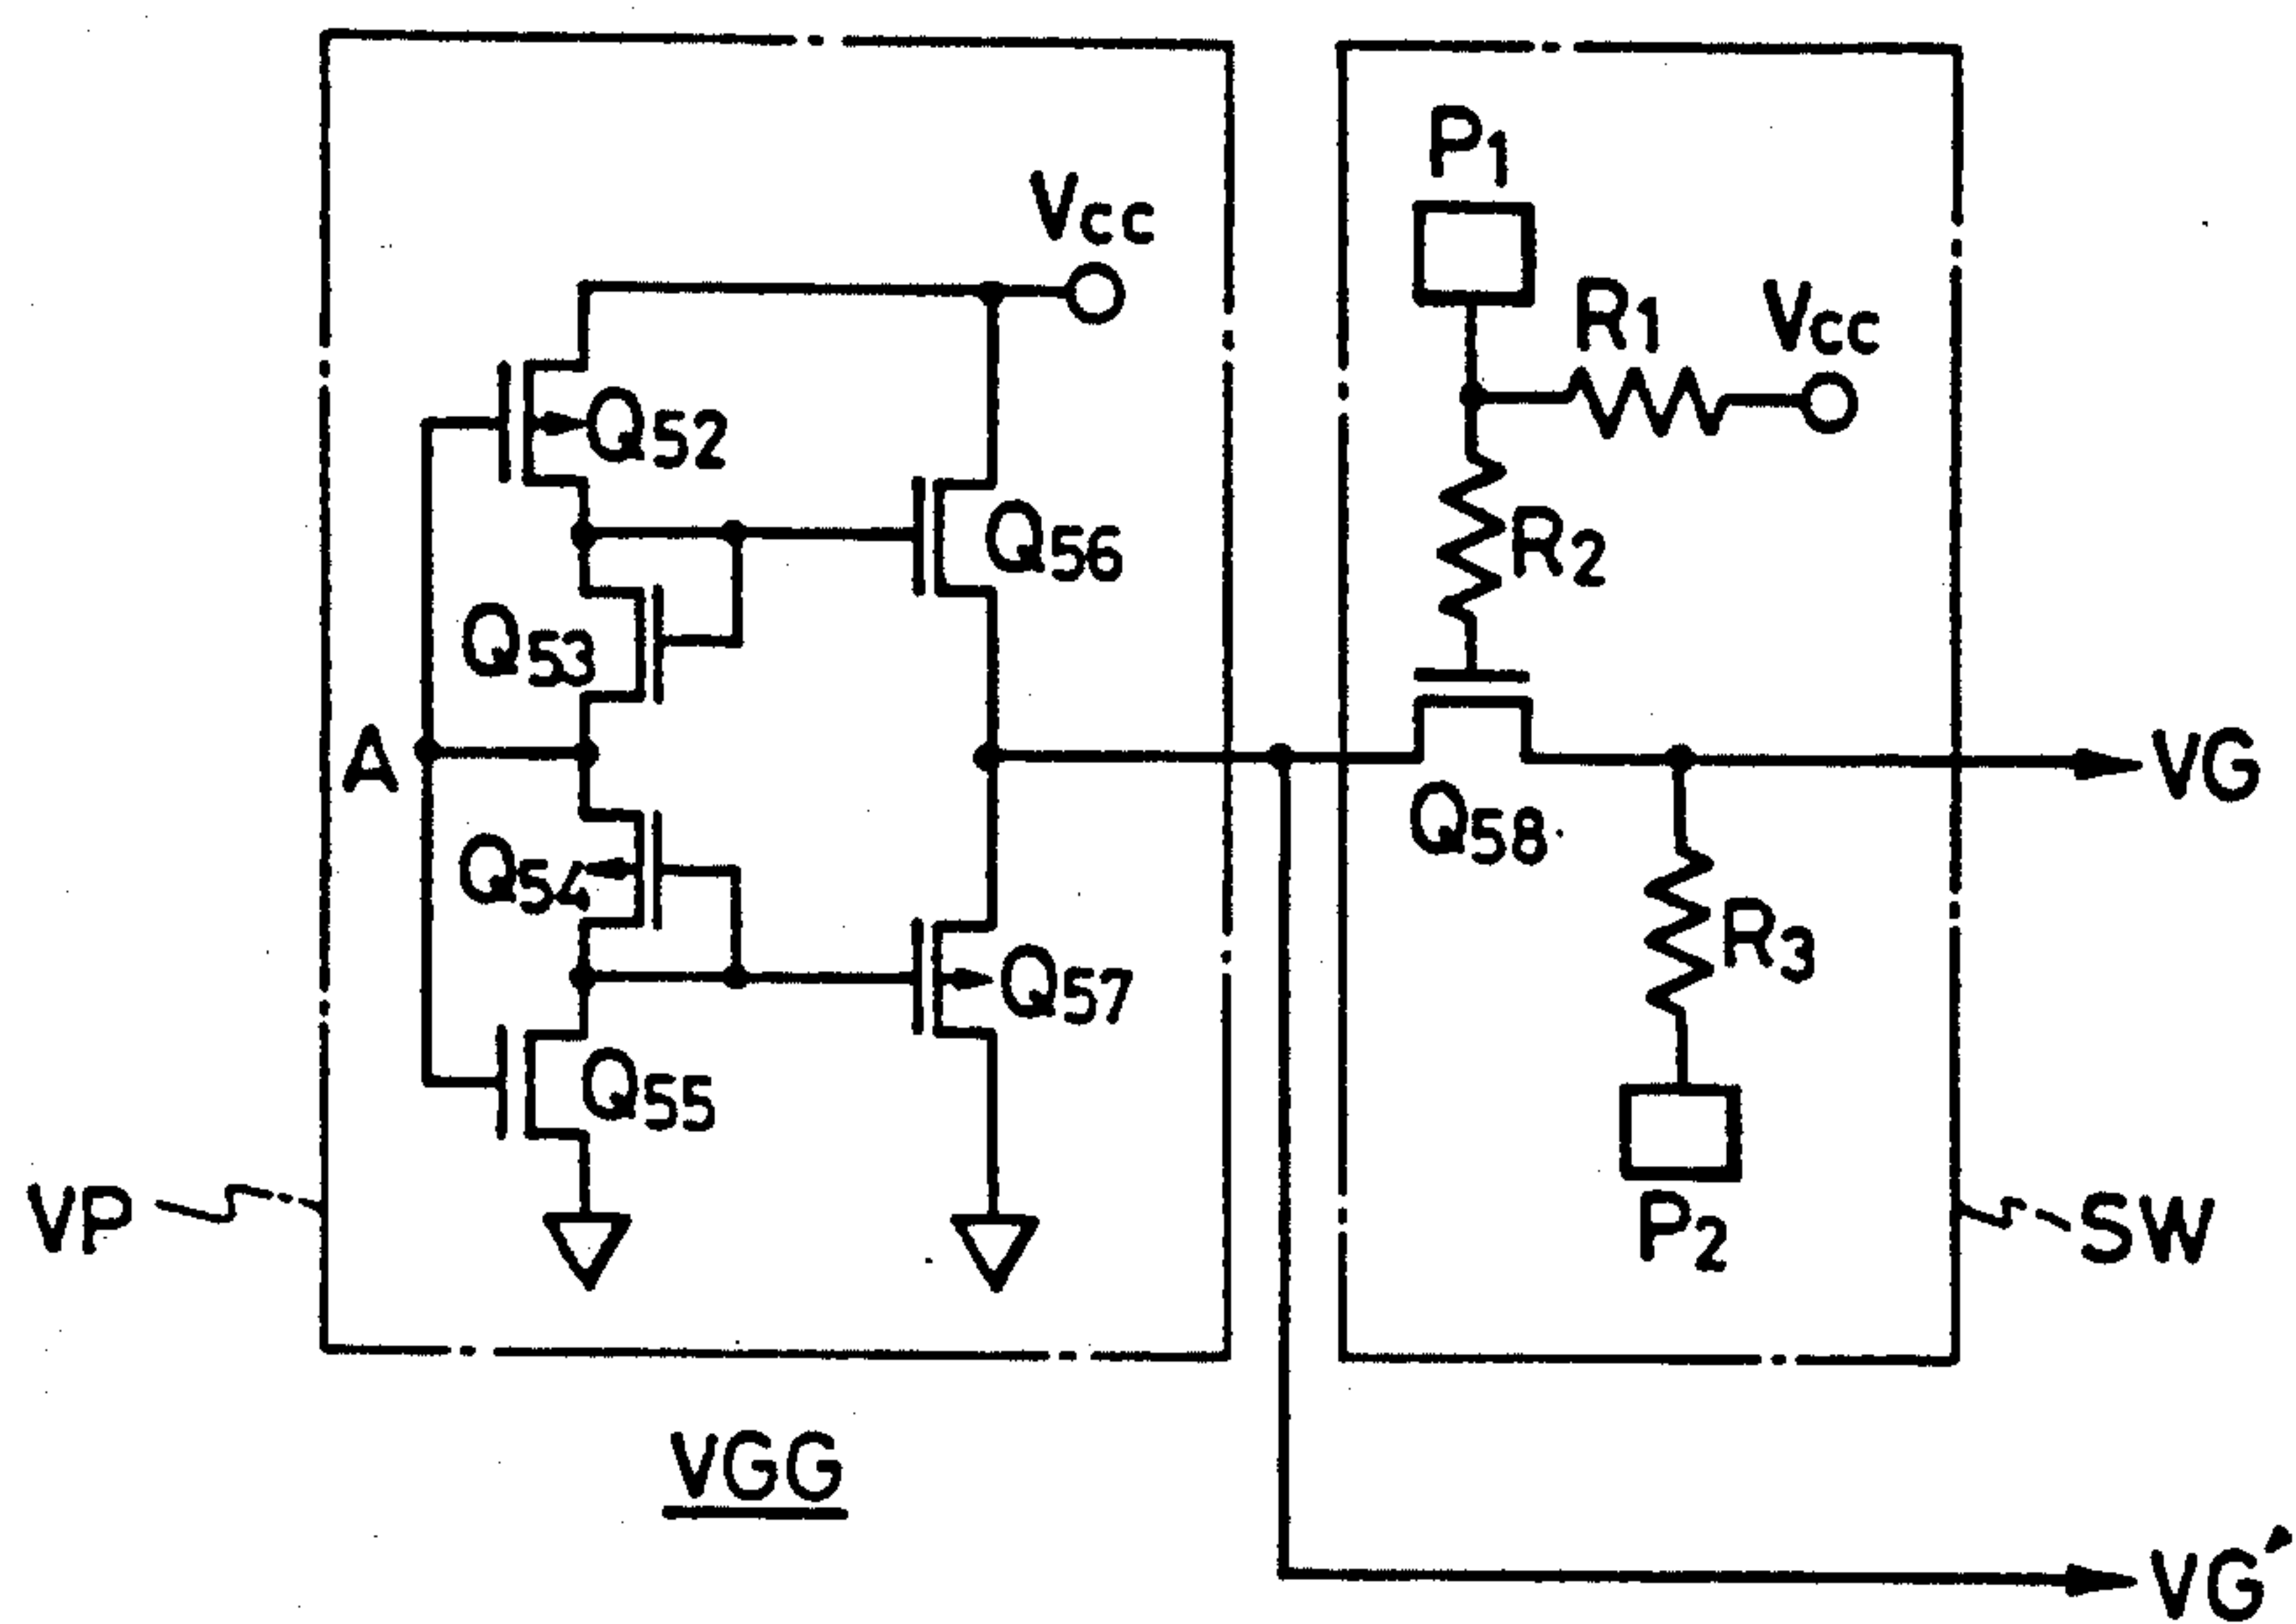 P1
Vcc
R1 Vcc
Q52
Q56
R2
Q53
A
VG
Q58
Q54
R3
Q57
Q55
VP
P2
SW
VGG
VG'